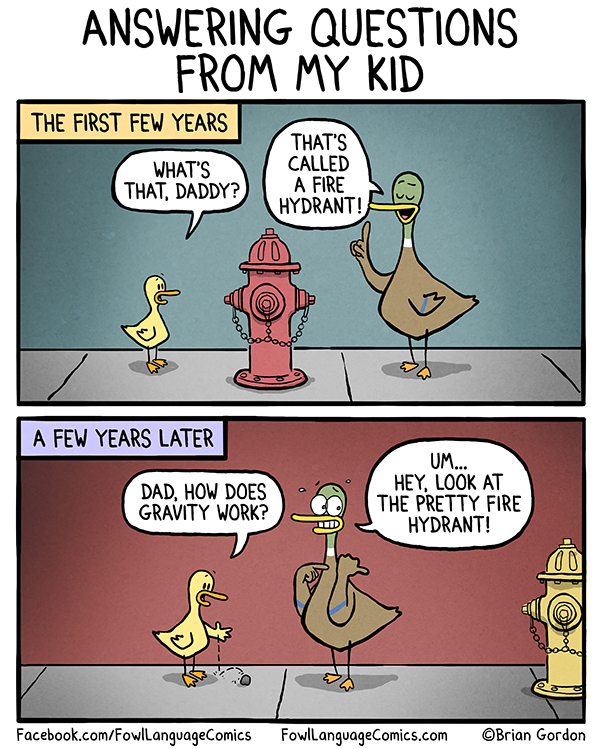 ANSWERING QUESTIONS
FROM MY KID
THE FIRST FEW YEARS
WHAT'S
THAT, DADDY?
THAT'S
CALLED
A FIRE
HYDRANT!
A FEW YEARS LATER
DAD, HOW DOES
GRAVITY WORK?
UM...
HEY, LOOK AT
THE PRETTY FIRE
HYDRANT!
Facebook.com/FowlLanguageComics FowlLanguageComics.com ©Brian Gordon